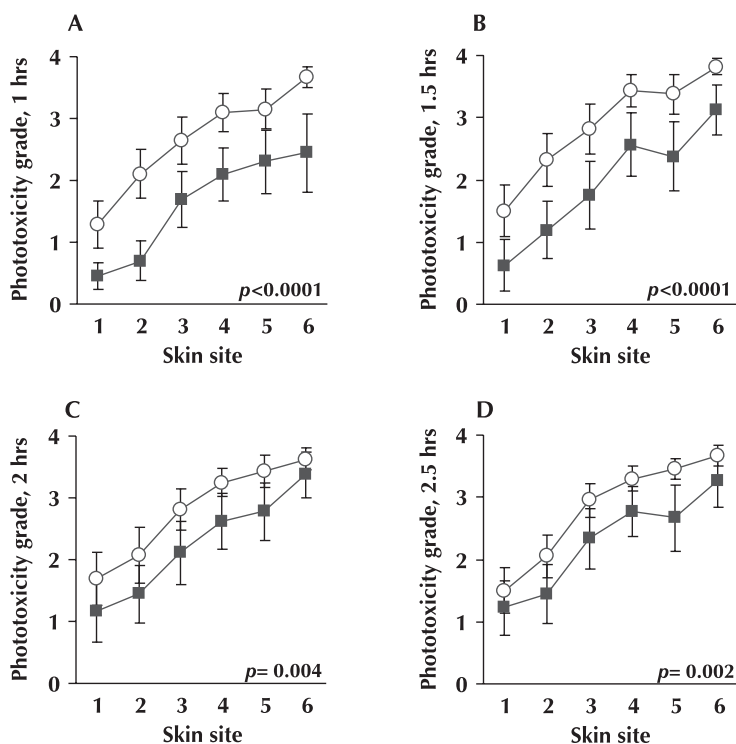 A
Phototoxicity grade, 1 hrs
4
3
2
1
0
p<0.0001
1 2 3 4 5 6
Skin site
B
Phototoxicity grade, 1.5 hrs
4
3
2
1
0
p<0.0001
1 2 3 4 5 6
Skin site
C
Phototoxicity grade, 2 hrs
4
3
2
1
0
p= 0.004
1 2 3 4 5 6
Skin site
D
Phototoxicity grade, 2.5 hrs
4
3
2
1
0
p= 0.002
1 2 3 4 5 6
Skin site